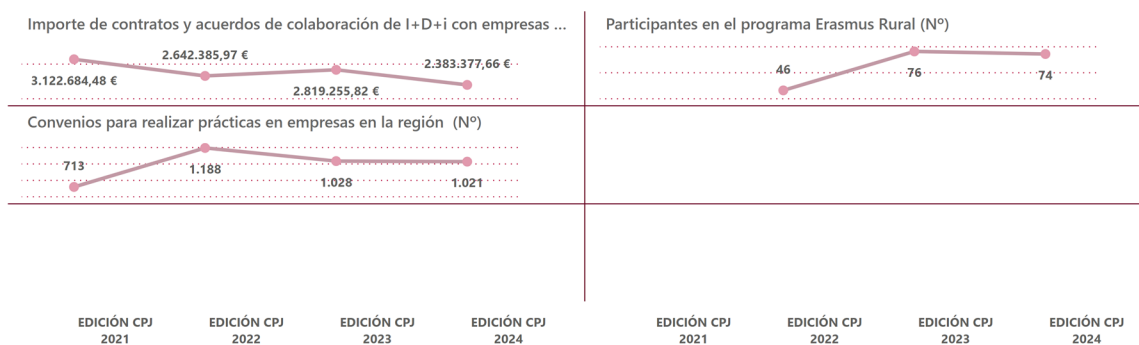 Importe de contratos y acuerdos de colaboración de I+D+i con empresas ...
3.122.684,48 €
2.642.385,97 €
2.819.255,82 €
2.383.377,66 €
Participantes en el programa Erasmus Rural (Nº)
46
76
74
Convenios para realizar prácticas en empresas en la región (Nº)
713
1.188
1.028
1.021
EDICIÓN CPJ
2021
EDICIÓN CPJ
2022
EDICIÓN CPJ
2023
EDICIÓN CPJ
2024
EDICIÓN CPJ
2021
EDICIÓN CPJ
2022
EDICIÓN CPJ
2023
EDICIÓN CPJ
2024